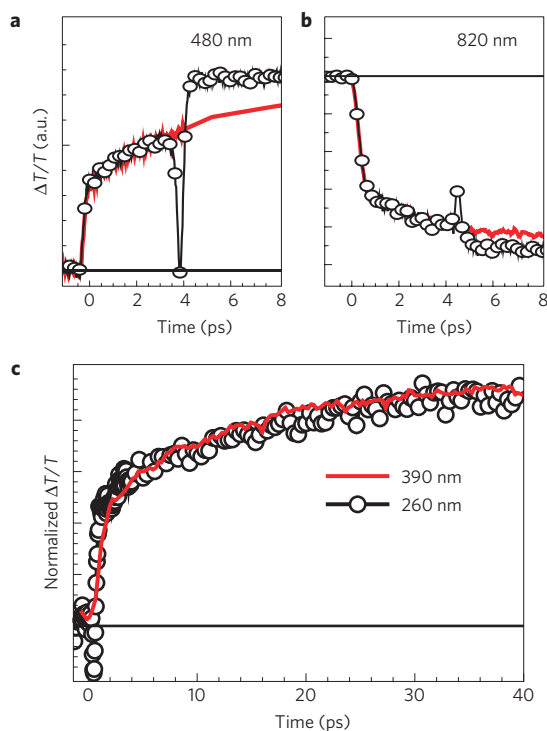 a
480 nm
ΔT/T (a.u.)
0 2 4 6 8
Time (ps)
b
820 nm
0 2 4 6 8
Time (ps)
c
390 nm
260 nm
Normalized ΔT/T
0 10 20 30 40
Time (ps)